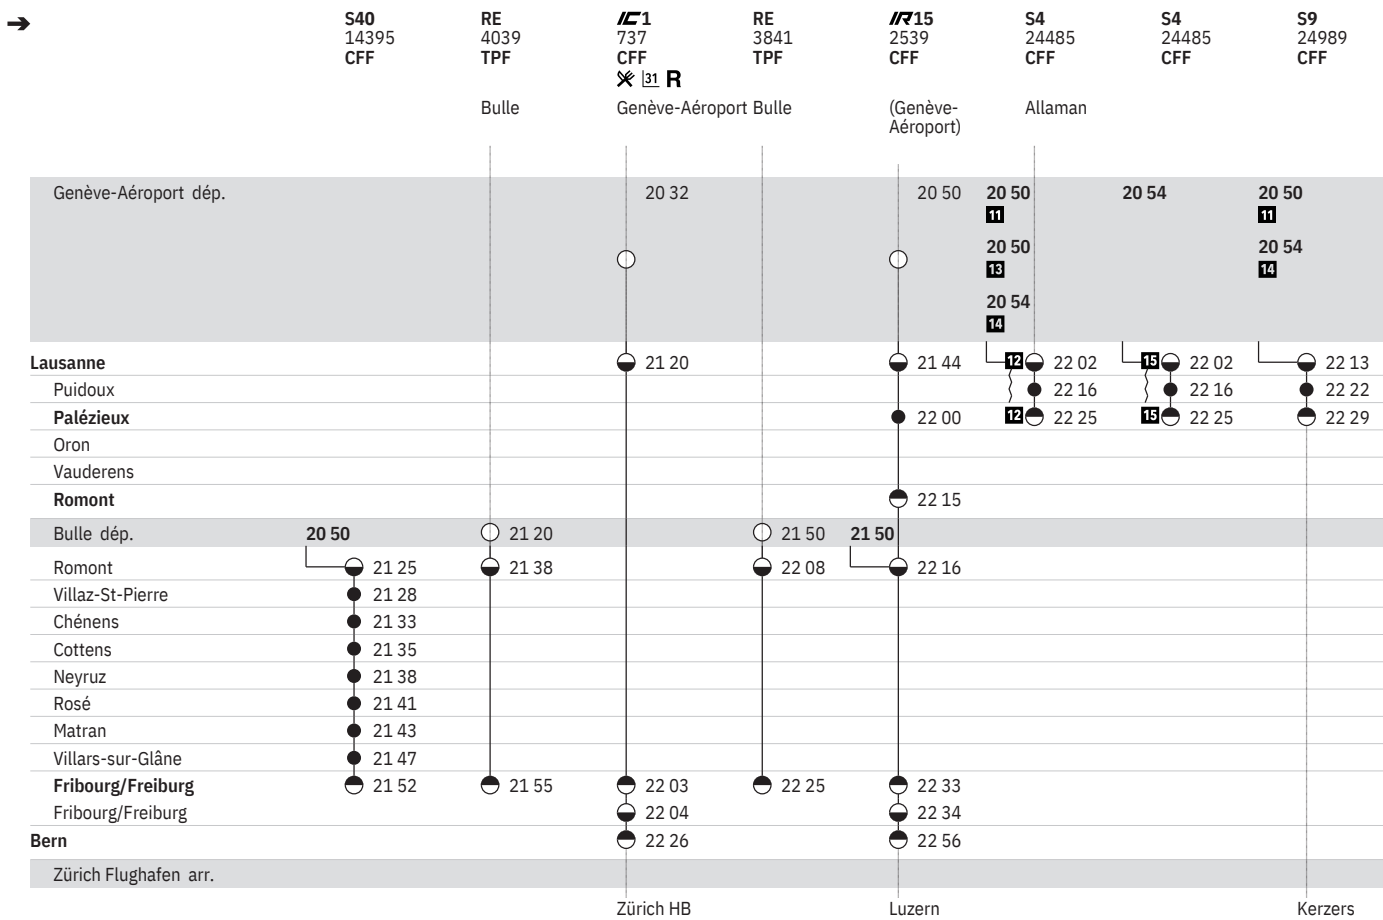 ➔ S40 RE IC1 RE IR15 S4 S4 S9
14395 4039 737 3841 2539 24485 24485 24989
CFF TPF CFF TPF CFF CFF CFF CFF
31 R
Bulle Genève-Aéroport Bulle (Genève- Allaman
Aéroport)
Genève-Aéroport dép. 20 32 20 50 20 50 20 54 20 50
11 11
20 50 20 54
13 14
20 54
14
Lausanne 21 20 21 44 12 22 02 15 22 02 22 13
Puidoux 22 16 22 16 22 22
Palézieux 22 00 12 22 25 15 22 25 22 29
Oron
Vauderens
Romont 22 15
Bulle dép. 20 50 21 20 21 50 21 50
Romont 21 25 21 38 22 08 22 16
Villaz-St-Pierre 21 28
Chénens 21 33
Cottens 21 35
Neyruz 21 38
Rosé 21 41
Matran 21 43
Villars-sur-Glâne 21 47
Fribourg/Freiburg 21 52 21 55 22 03 22 25 22 33
Fribourg/Freiburg 22 04 22 34
Bern 22 26 22 56
Zürich Flughafen arr.
Zürich HB Luzern Kerzers